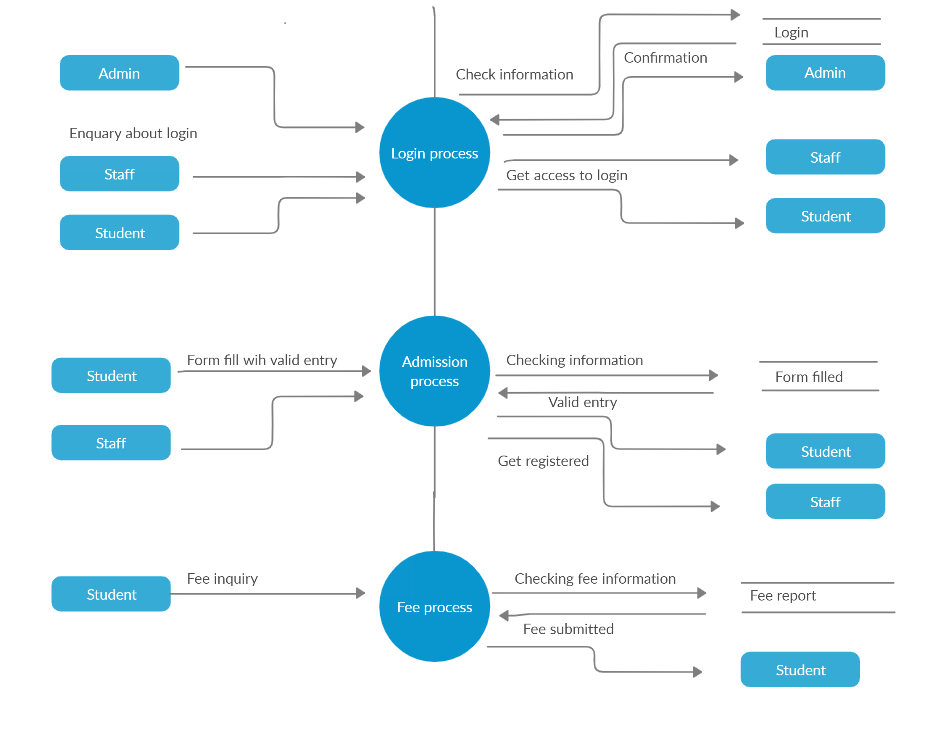 Login
Confirmation
Check information
Admin
Admin
Enquary about login
Login process
Staff
Staff
Get access to login
Student
Student
Form fill wih valid entry
Checking information
Admission
process
Student
Form filled
Valid entry
Staff
Student
Get registered
Staff
Fee inquiry
Checking fee information
Student
Fee report
Fee process
Fee submitted
Student